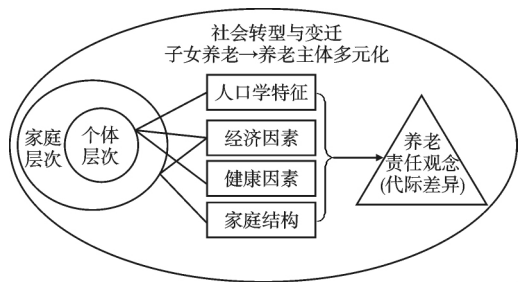 社会转型与变迁
子女养老→养老主体多元化
家庭
层次
个体
层次
人口学特征
经济因素
健康因素
家庭结构
养老
责任观念
(代际差异)